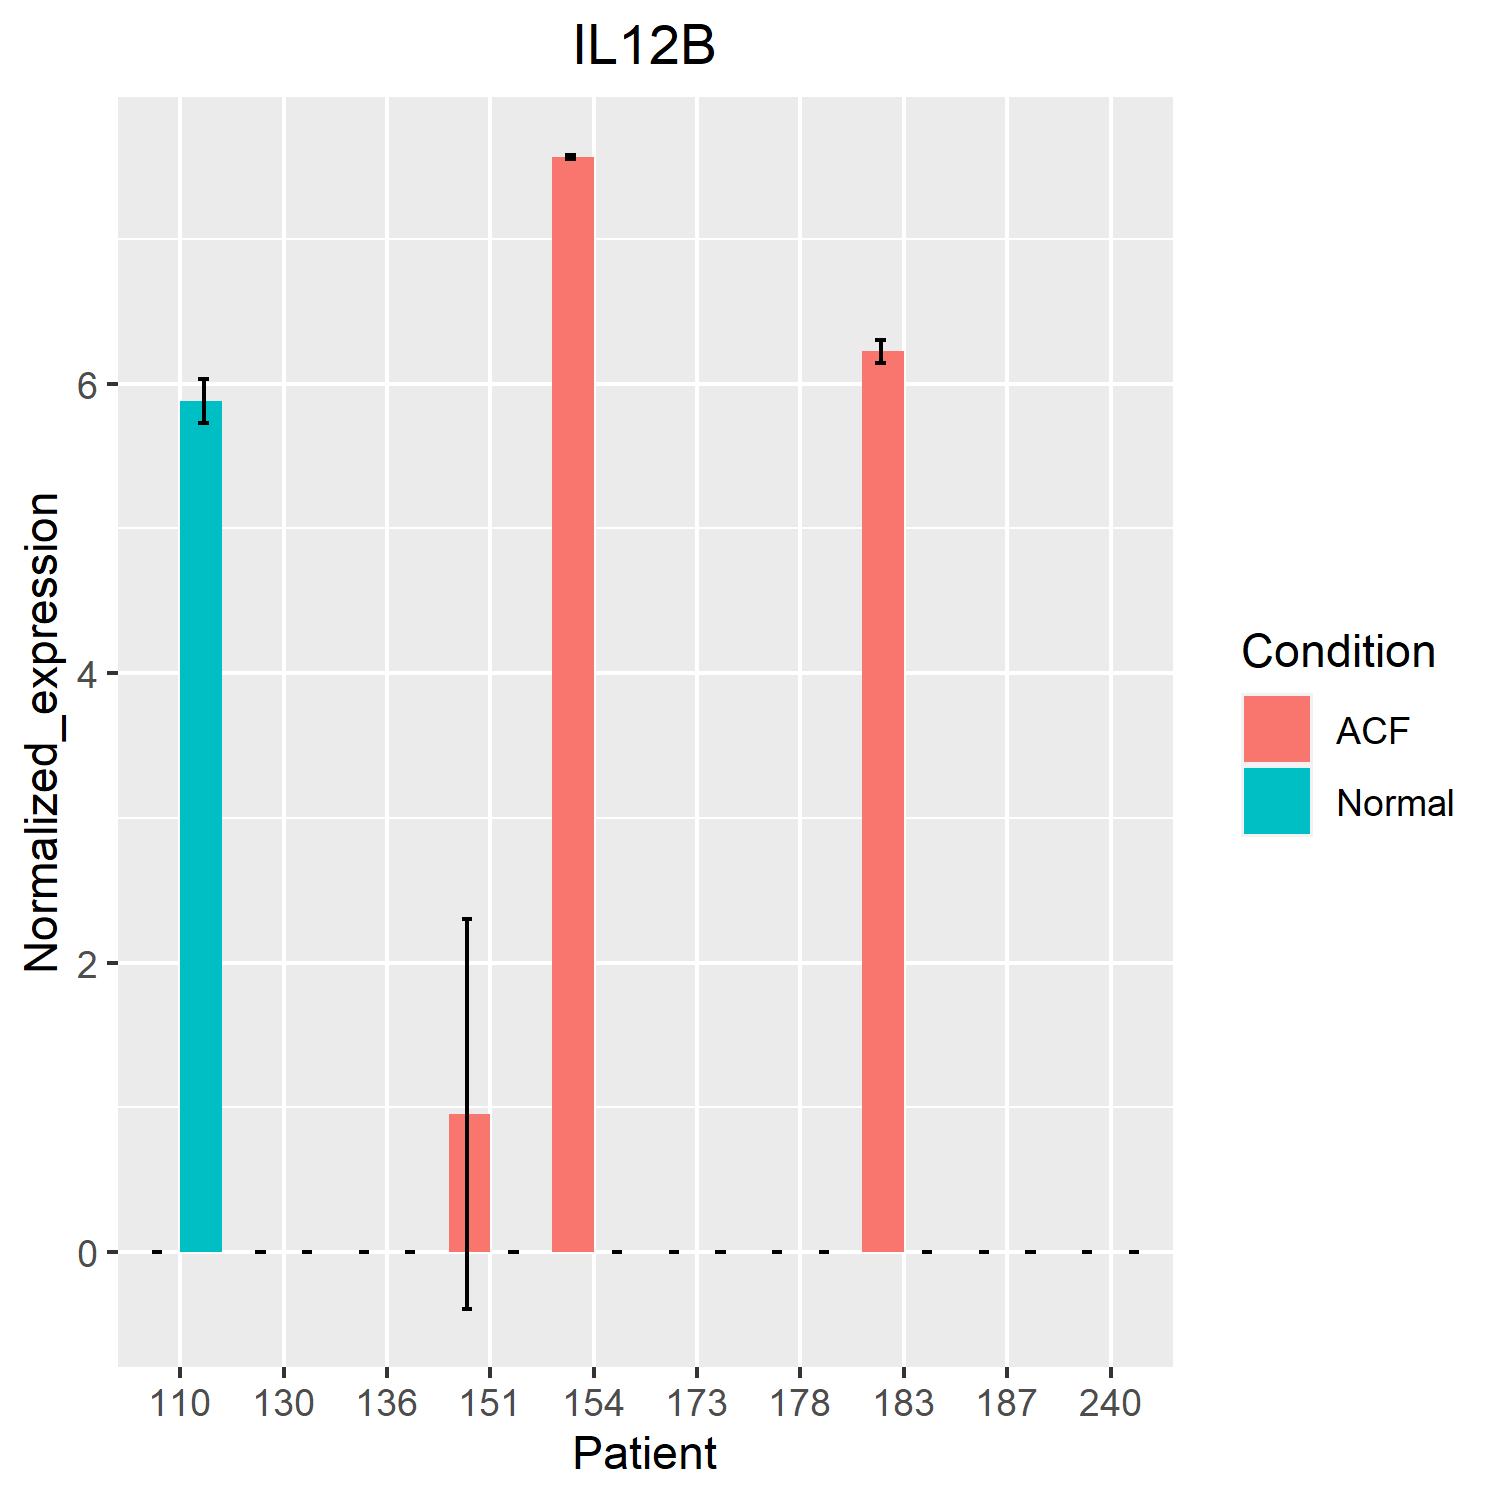 IL12B
Normalized_expression
6
4
2
0
110 130 136 151 154 173 178 183 187 240
Patient
Condition
ACF
Normal